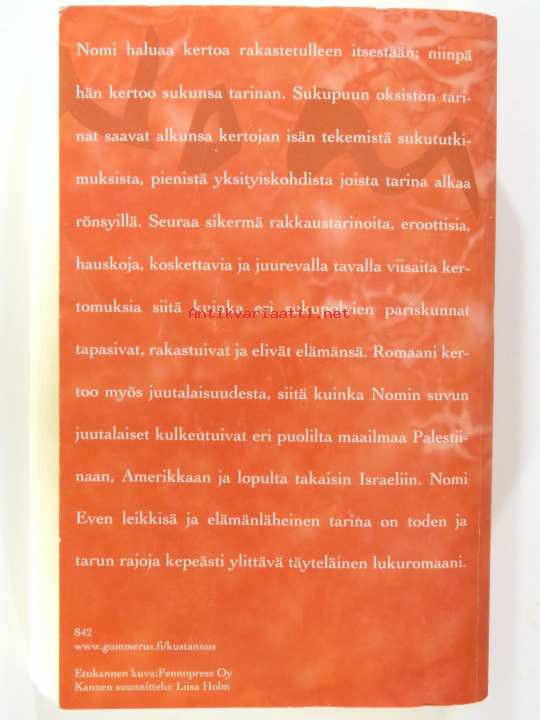 Nomi haluaa kertoa rakastetulleen itsestään; niinpä
hän kertoo sukunsa tarinan. Sukupuun oksiston tari-
nat saavat alkunsa kertojan isän tekemistä sukututki-
muksista, pienistä yksityiskohdista joista tarina alkaa
rönsyillä. Seuraa sikermä rakkaustarinoita, eroottisia,
hauskoja, koskettavia ja juurevalla tavalla viisaita ker-
tomuksia siitä kuinka eri sukupolvien pariskunnat
Antikvariaatti.net
tapasivat, rakastuivat ja elivät elämänsä. Romaani ker-
too myös juutalaisuudesta, siitä kuinka Nomin suvun
juutalaiset kulkeutuivat eri puolilta maailmaa Palestii-
naan, Amerikkaan ja lopulta takaisin Israeliin. Nomi
Even leikkisä ja elämänläheinen tarina on toden ja
tarun rajoja kepeästi ylittävä täyteläinen lukuromaani.
842
www.gummerus.fi/kustannus
Etukannen kuva:Fennopress Oy
Kannen suunnittelu: Liisa Holm